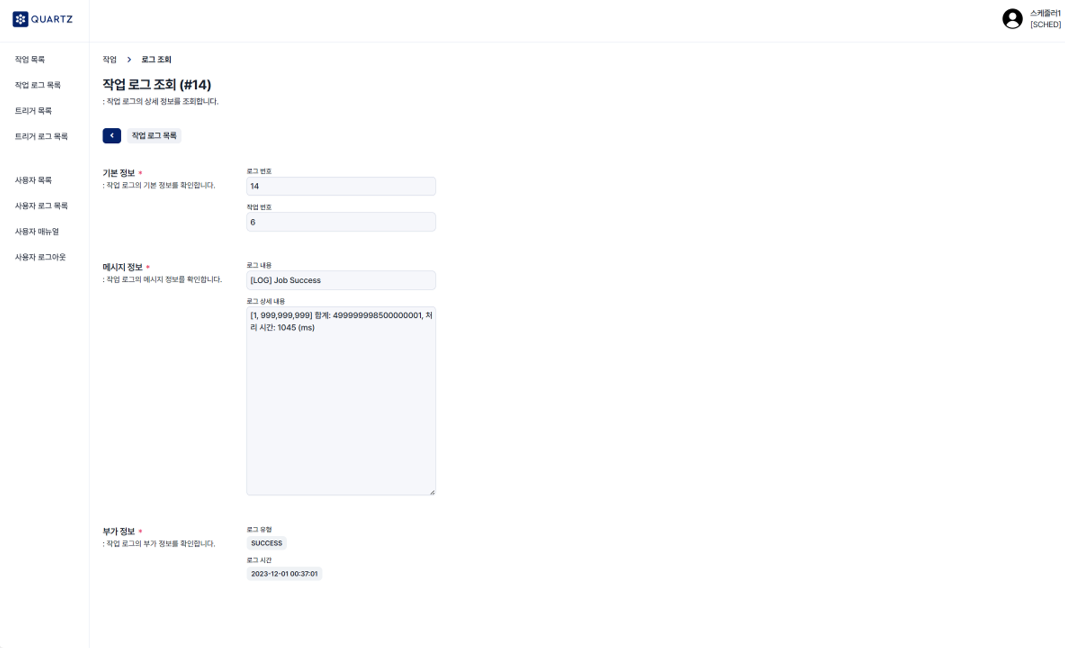 QUARTZ
스케줄러1
[SCHED]
작업 목록
작업 로그 목록
트리거 목록
트리거 로그 목록
사용자 목록
사용자 로그 목록
사용자 매뉴얼
사용자 로그아웃
작업 > 로그 조회
작업 로그 조회 (#14)
: 작업 로그의 상세 정보를 조회합니다.
작업 로그 목록
기본 정보 *
: 작업 로그의 기본 정보를 확인합니다.
로그 번호
14
작업 번호
6
메시지 정보 *
: 작업 로그의 메시지 정보를 확인합니다.
로그 내용
[LOG] Job Success
로그 상세 내용
[1, 999,999,999] 합계: 499999998500000001, 처
리 시간: 1045 (ms)
부가 정보 *
: 작업 로그의 부가 정보를 확인합니다.
로그 유형
SUCCESS
로그 시간
2023-12-01 00:37:01